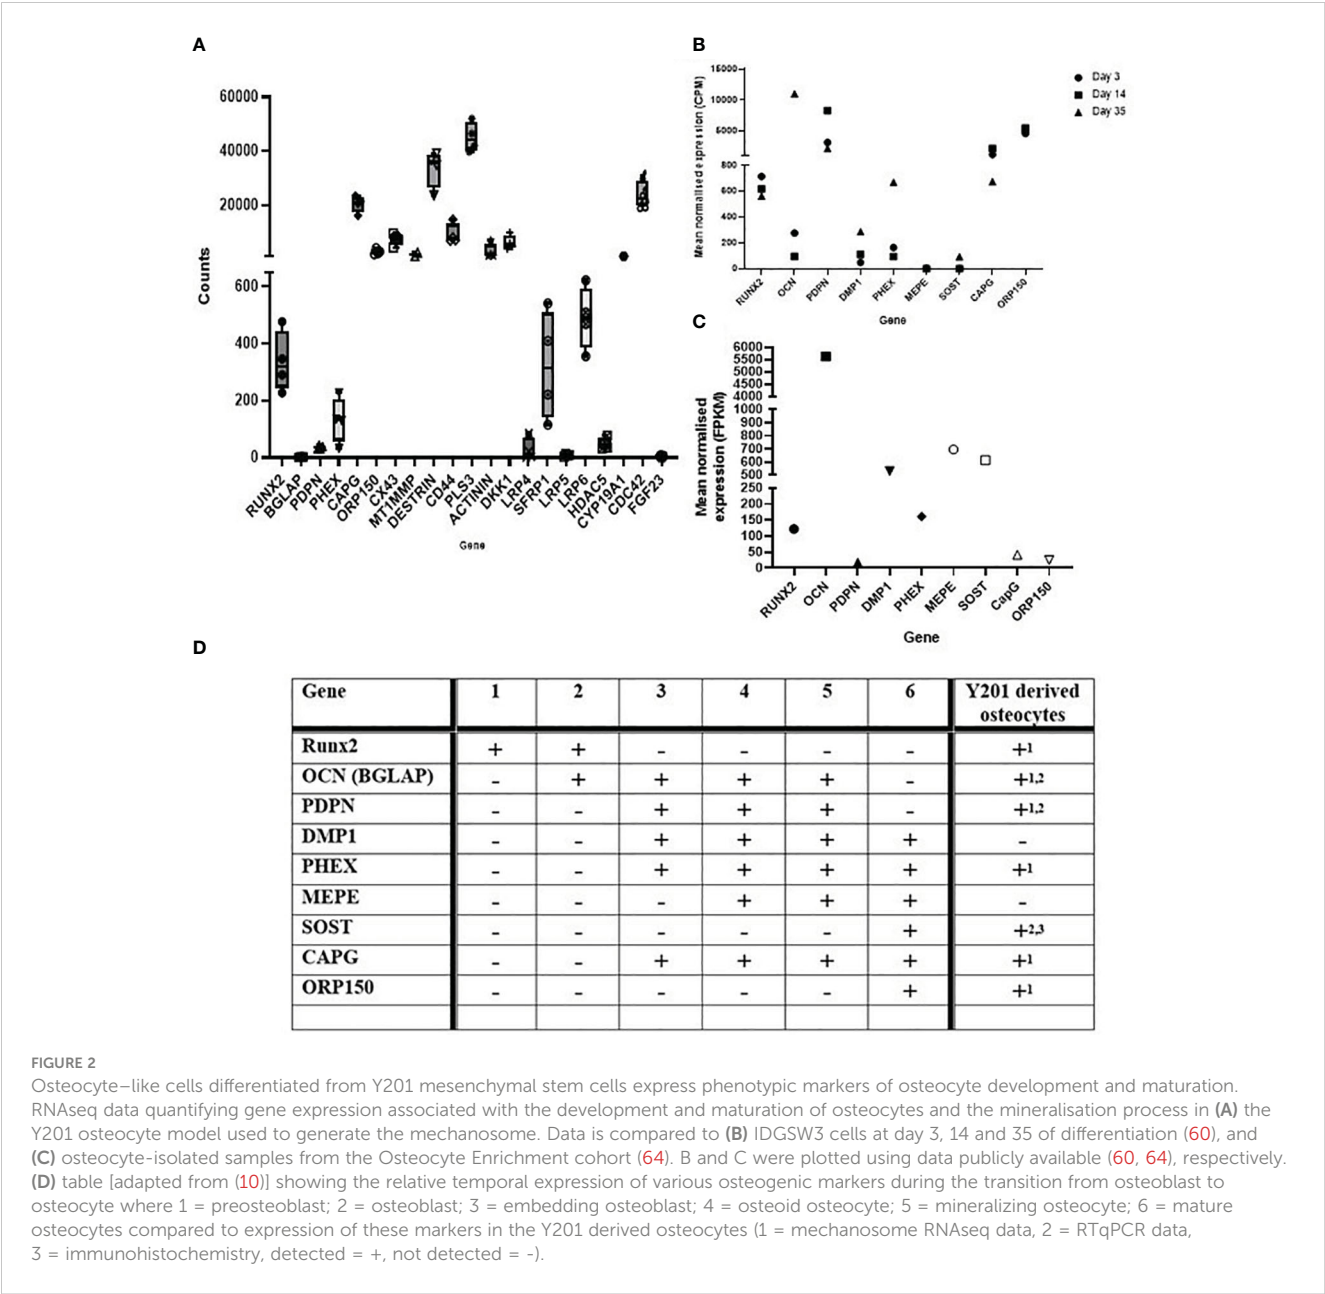 A
60000
40000
20000
600
400
200
0
Counts
RUNX2
BGLAP
PDPN
PHEX
CAPG
ORP150
CX43
MT1MMP
DESTRIN
CD44
PLS3
ACTININ
DKK1
LRP4
SFRP1
LRP5
LRP6
HDAC5
CYP19A1
CDC42
FGF23
Gene
B
15000
10000
5000
800
600
400
200
0
Mean normalised expression (CPM)
RUNX2
OCN
PDPN
DMP1
PHEX
MEPE
SOST
CAPG
ORP150
Gene
Day 3
Day 14
Day 35
C
6000
5500
5000
4500
1000
900
800
700
600
500
250
200
150
100
50
0
Mean normalised
expression (FPKM)
RUNX2
OCN
PDPN
DMP1
PHEX
MEPE
SOST
CapG
ORP150
Gene
D
Gene 1 2 3 4 5 6 Y201 derived
osteocytes
Runx2 + + - - - - +1
OCN (BGLAP) - + + + + - +1,2
PDPN - - + + + - +1,2
DMP1 - - + + + + -
PHEX - - + + + + +1
MEPE - - - + + + -
SOST - - - - - + +2,3
CAPG - - + + + + +1
ORP150 - - - - - + +1
FIGURE 2
Osteocyte–like cells differentiated from Y201 mesenchymal stem cells express phenotypic markers of osteocyte development and maturation.
RNAseq data quantifying gene expression associated with the development and maturation of osteocytes and the mineralisation process in (A) the
Y201 osteocyte model used to generate the mechanosome. Data is compared to (B) IDGSW3 cells at day 3, 14 and 35 of differentiation (60), and
(C) osteocyte-isolated samples from the Osteocyte Enrichment cohort (64). B and C were plotted using data publicly available (60, 64), respectively.
(D) table [adapted from (10)] showing the relative temporal expression of various osteogenic markers during the transition from osteoblast to
osteocyte where 1 = preosteoblast; 2 = osteoblast; 3 = embedding osteoblast; 4 = osteoid osteocyte; 5 = mineralizing osteocyte; 6 = mature
osteocytes compared to expression of these markers in the Y201 derived osteocytes (1 = mechanosome RNAseq data, 2 = RTqPCR data,
3 = immunohistochemistry, detected = +, not detected = -).